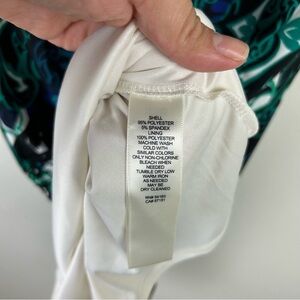 SHELL
95% POLYESTER
5% SPANDEX
LINING
100% POLYESTER
MACHINE WASH
COLD WITH
SIMILAR COLORS
ONLY NON-CHLORINE
BLEACH WHEN
NEEDED
TUMBLE DRY LOW
WARM IRON
AS NEEDED
MAY BE
DRY CLEANED